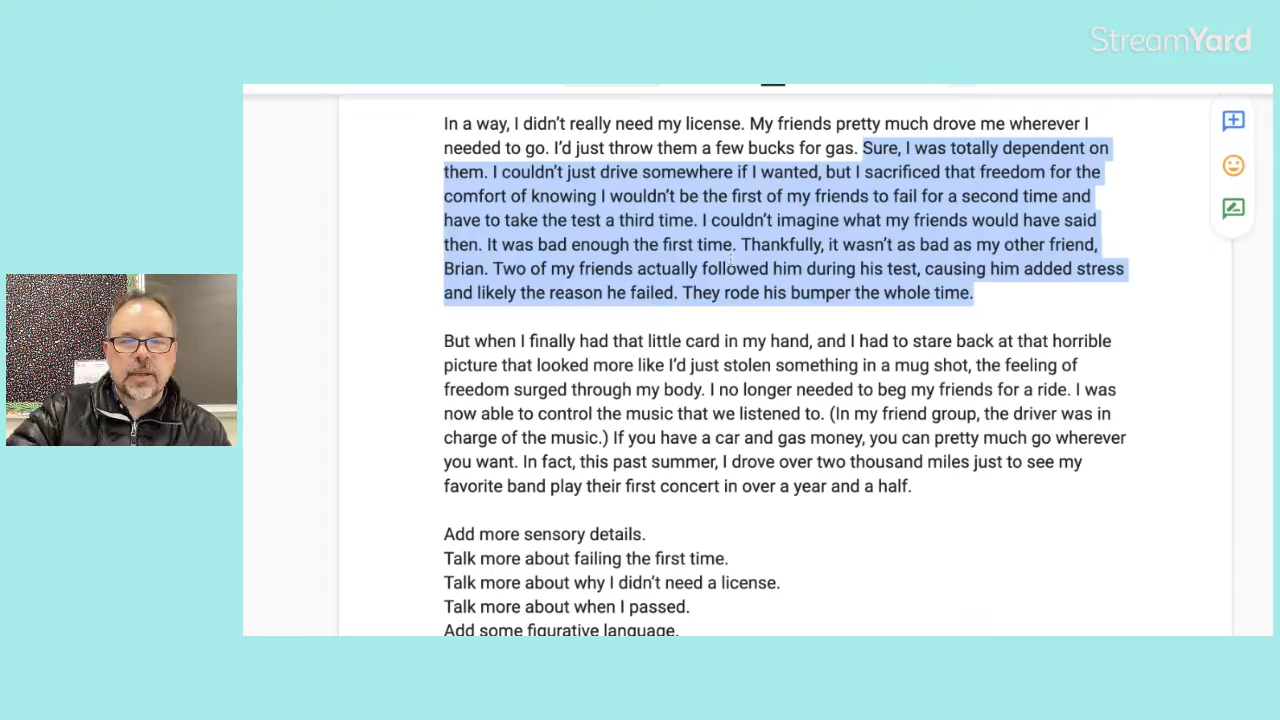 StreamYard
In a way, I didn't really need my license. My friends pretty much drove me wherever I
needed to go. I'd just throw them a few bucks for gas. Sure, I was totally dependent on
them. I couldn't just drive somewhere if I wanted, but I sacrificed that freedom for the
comfort of knowing I wouldn't be the first of my friends to fail for a second time and
have to take the test a third time. I couldn't imagine what my friends would have said
then. It was bad enough the first time. Thankfully, it wasn't as bad as my other friend,
Brian. Two of my friends actually followed him during his test, causing him added stress
and likely the reason he failed. They rode his bumper the whole time.
But when I finally had that little card in my hand, and I had to stare back at that horrible
picture that looked more like I'd just stolen something in a mug shot, the feeling of
freedom surged through my body. I no longer needed to beg my friends for a ride. I was
now able to control the music that we listened to. (In my friend group, the driver was in
charge of the music.) If you have a car and gas money, you can pretty much go wherever
you want. In fact, this past summer, I drove over two thousand miles just to see my
favorite band play their first concert in over a year and a half.
Add more sensory details.
Talk more about failing the first time.
Talk more about why I didn't need a license.
Talk more about when I passed.
Add some figurative language.